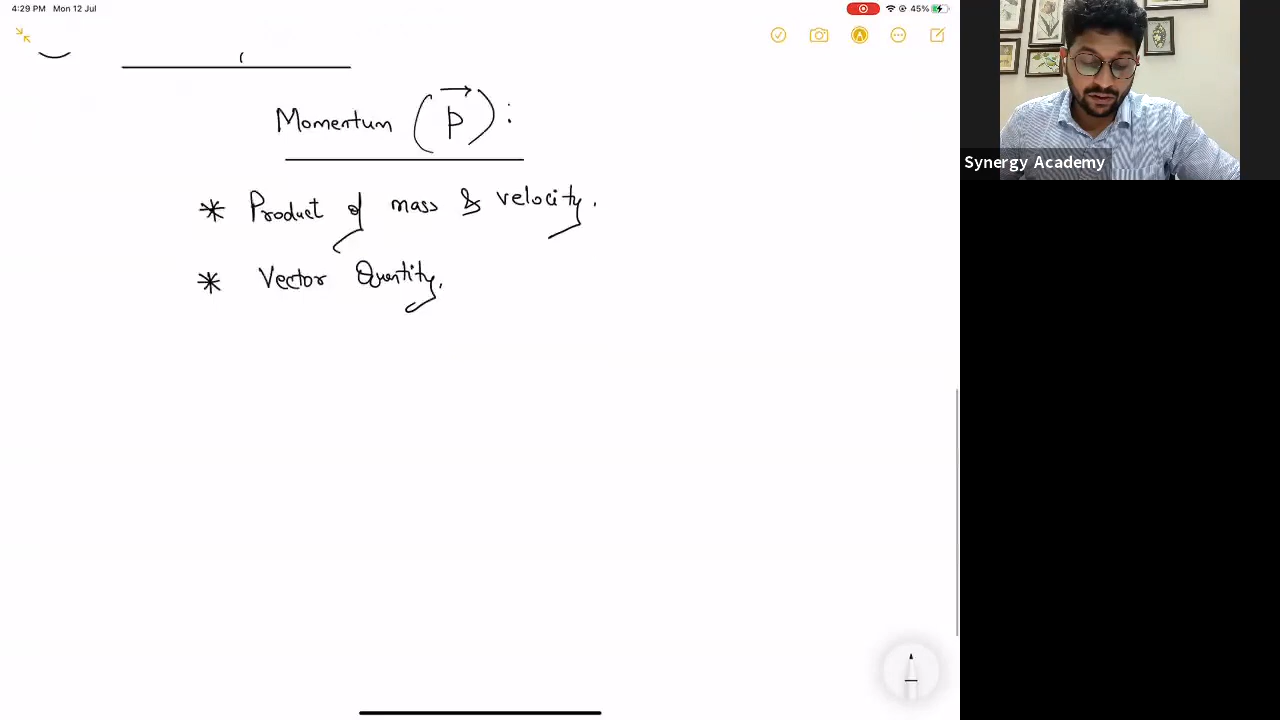 4:29 PM Mon 12 Jul
45%
Momentum (p):
* Product of mass & velocity.
* Vector Quantity.
Synergy Academy